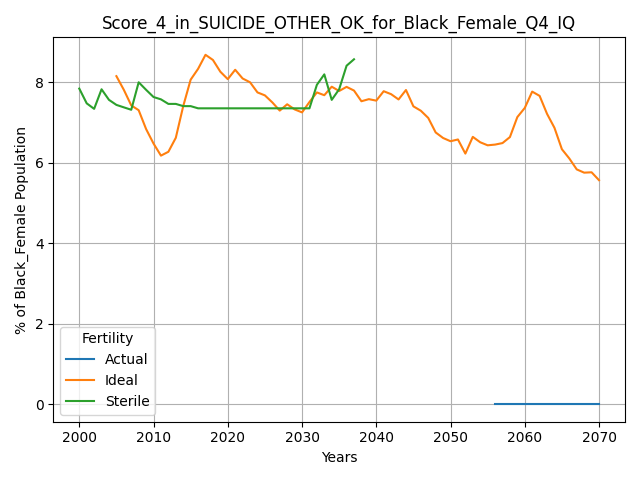 Score_4_in_SUICIDE_OTHER_OK_for_Black_Female_Q4_IQ
% of Black_Female Population
8
6
4
2
0
Fertility
Actual
Ideal
Sterile
2000 2010 2020 2030 2040 2050 2060 2070
Years